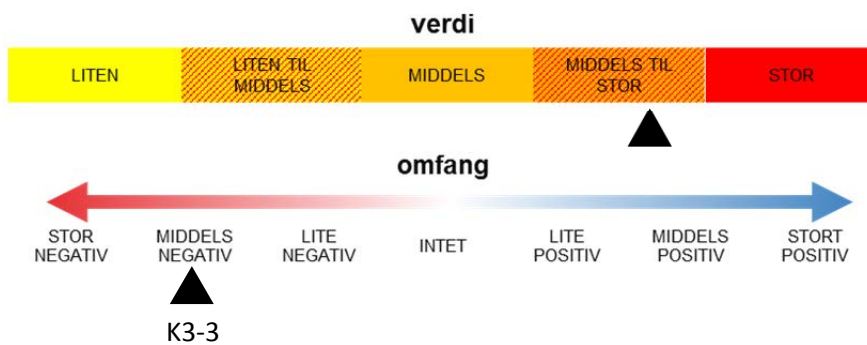 verdi
LITEN
LITEN TIL
MIDDELS
MIDDELS
MIDDELS TIL
STOR
STOR
omfang
STOR
NEGATIV
MIDDELS
NEGATIV
LITE
NEGATIV
INTET
LITE
POSITIV
MIDDELS
POSITIV
STORT
POSITIV
K3-3